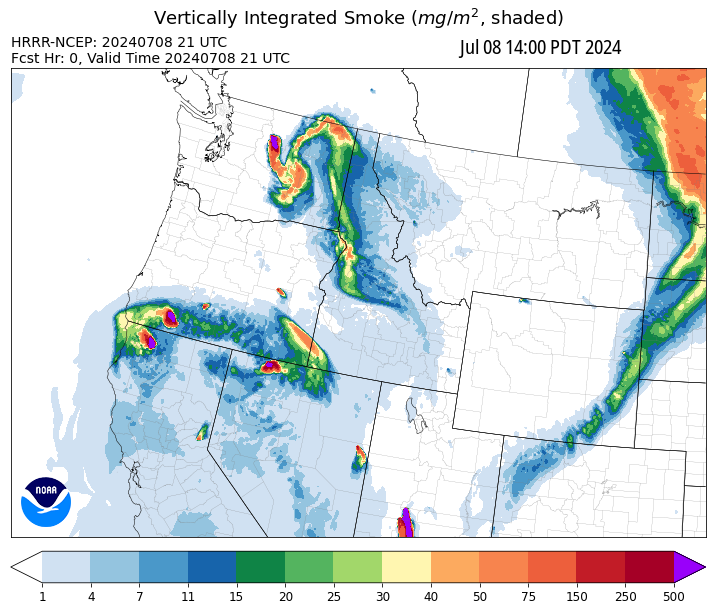 Vertically Integrated Smoke (mg/m², shaded)
HRRR-NCEP: 20240708 21 UTC
Jul 08 14:00 PDT 2024
Fcst Hr: 0, Valid Time 20240708 21 UTC
NOAA
1 4 7 11 15 20 25 30 40 50 75 150 250 500